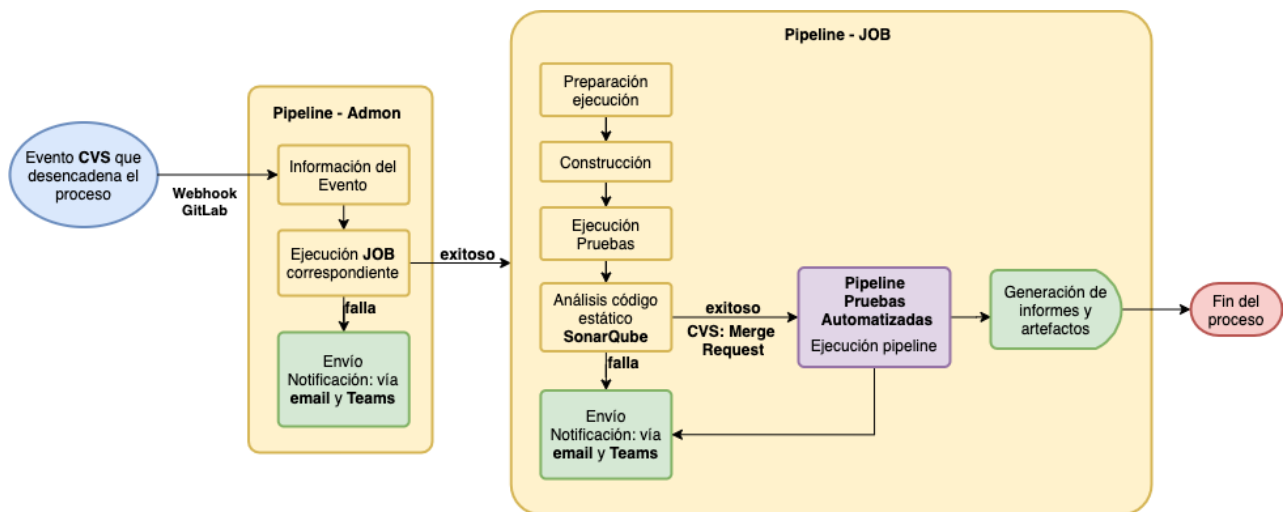 Evento CVS que
desencadena el
proceso
Webhook
GitLab
Pipeline - Admon
Información del
Evento
Ejecución JOB
correspondiente
falla
Envío
Notificación: vía
email y Teams
exitoso
Pipeline - JOB
Preparación
ejecución
Construcción
Ejecución
Pruebas
Análisis código
estático
SonarQube
falla
Envío
Notificación: vía
email y Teams
exitoso
CVS: Merge
Request
Pipeline
Pruebas
Automatizadas
Ejecución pipeline
Generación de
informes y
artefactos
Fin del
proceso